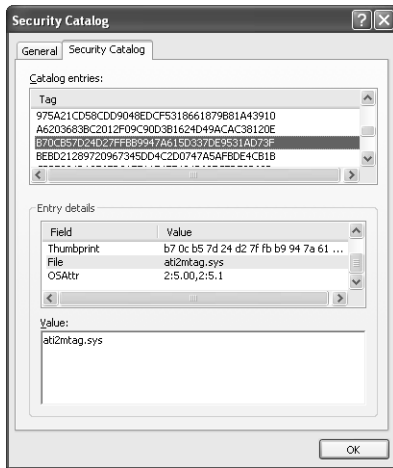 Security Catalog
General Security Catalog
Catalog entries:
Tag
975A21CD58CDD9048EDCF5318661879B81A43910
A6203683BC2012F09C90D3B1624D49ACAC38120E
B70CB57D24D27FFBB9947A615D337DE9531AD73F
BEBD21289720967345DD4C2D0747A5AFBDE4CB1B
Entry details
Field Value
Thumbprint b7 0c b5 7d 24 d2 7f fb b9 94 7a 61 ...
File ati2mtag.sys
OSAttr 2:5.00,2:5.1
Value:
ati2mtag.sys
OK